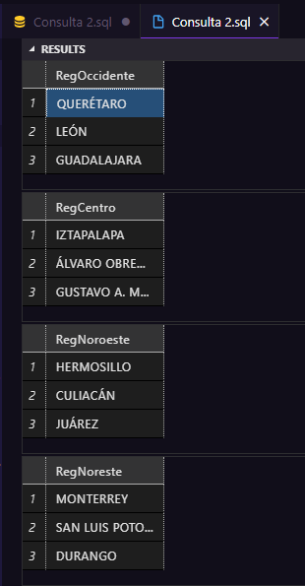 Consulta 2.sql Consulta 2.sql
RESULTS
RegOccidente
1 QUERÉTARO
2 LEÓN
3 GUADALAJARA
RegCentro
1 IZTAPALAPA
2 ÁLVARO OBRE...
3 GUSTAVO A. M...
RegNoroeste
1 HERMOSILLO
2 CULIACÁN
3 JUÁREZ
RegNoreste
1 MONTERREY
2 SAN LUIS POTO...
3 DURANGO